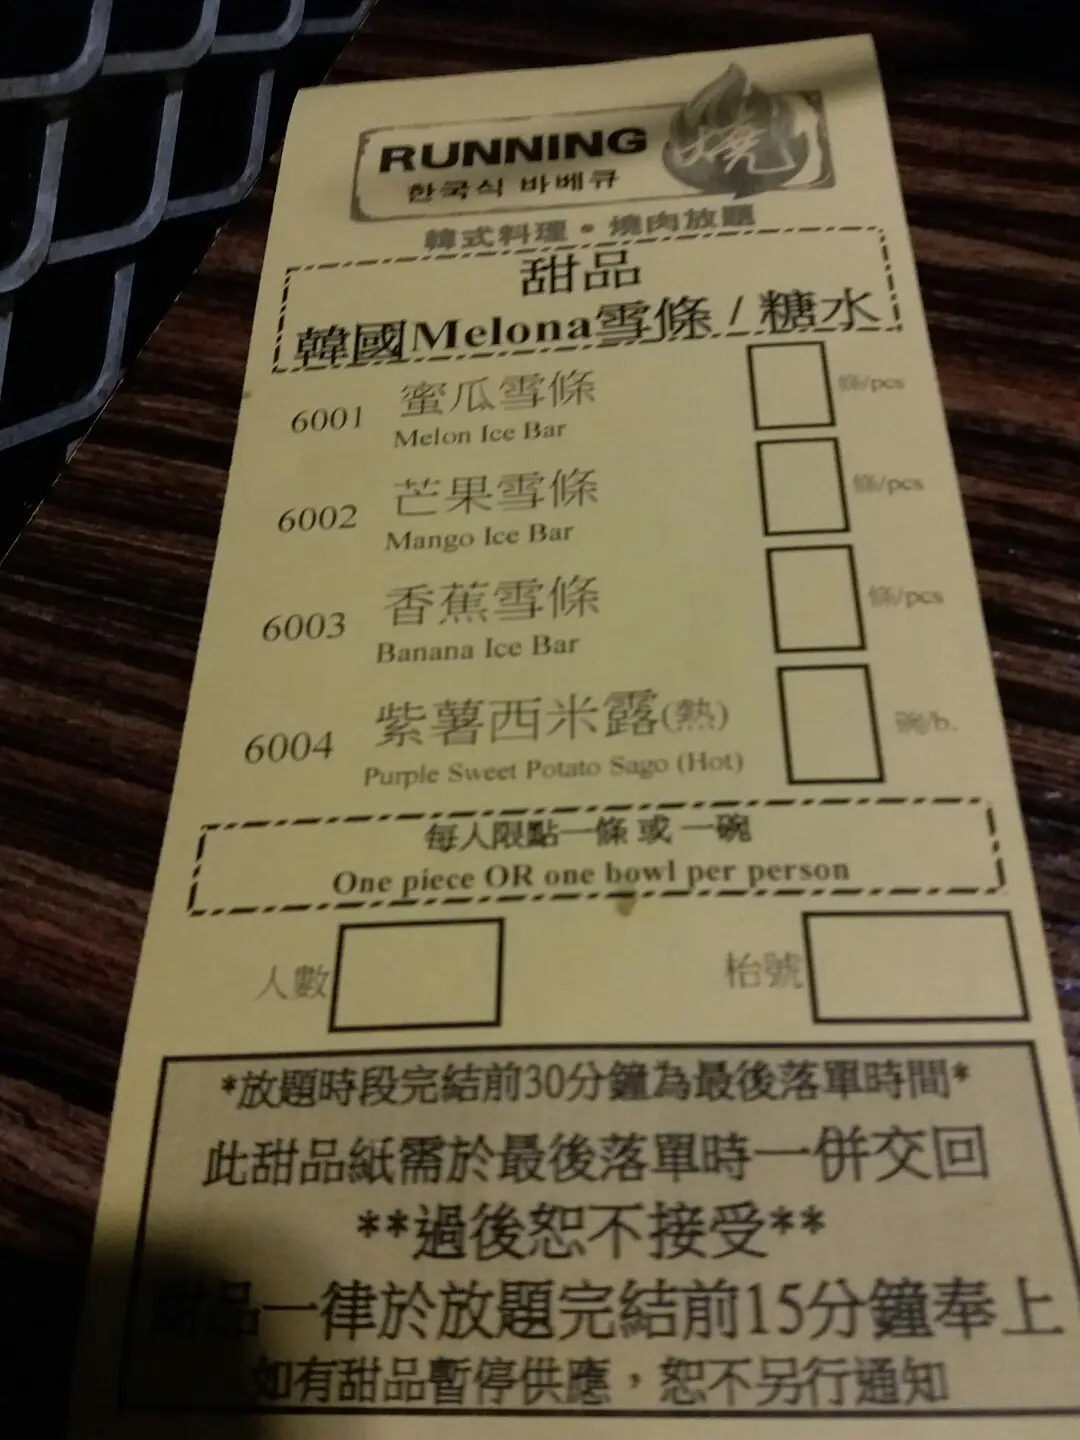 RUNNING
燒
한국식 바베큐
韓式料理·燒肉放題
甜品
韓國Melona雪條 / 糖水
6001 蜜瓜雪條 條/pcs
Melon Ice Bar
6002 芒果雪條 條/pcs
Mango Ice Bar
6003 香蕉雪條 條/pcs
Banana Ice Bar
6004 紫薯西米露(熱) 碗/b.
Purple Sweet Potato Sago (Hot)
每人限點一條 或 一碗
One piece OR one bowl per person
人數 枱號
*放題時段完結前30分鐘為最後落單時間*
此甜品紙需於最後落單時一併交回
**過後恕不接受**
甜品一律於放題完結前15分鐘奉上
如有甜品暫停供應，恕不另行通知